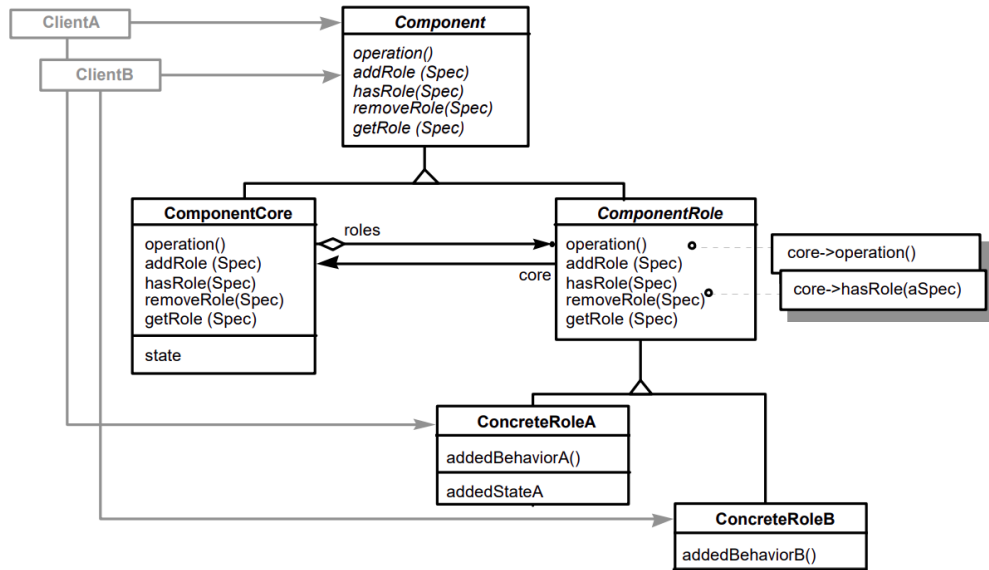 ClientA
ClientB
Component
operation()
addRole (Spec)
hasRole(Spec)
removeRole(Spec)
getRole (Spec)
ComponentCore
operation()
addRole (Spec)
hasRole(Spec)
removeRole(Spec)
getRole (Spec)
state
roles
core
ComponentRole
operation()
addRole (Spec)
hasRole(Spec)
removeRole(Spec)
getRole (Spec)
core->operation()
core->hasRole(aSpec)
ConcreteRoleA
addedBehaviorA()
addedStateA
ConcreteRoleB
addedBehaviorB()